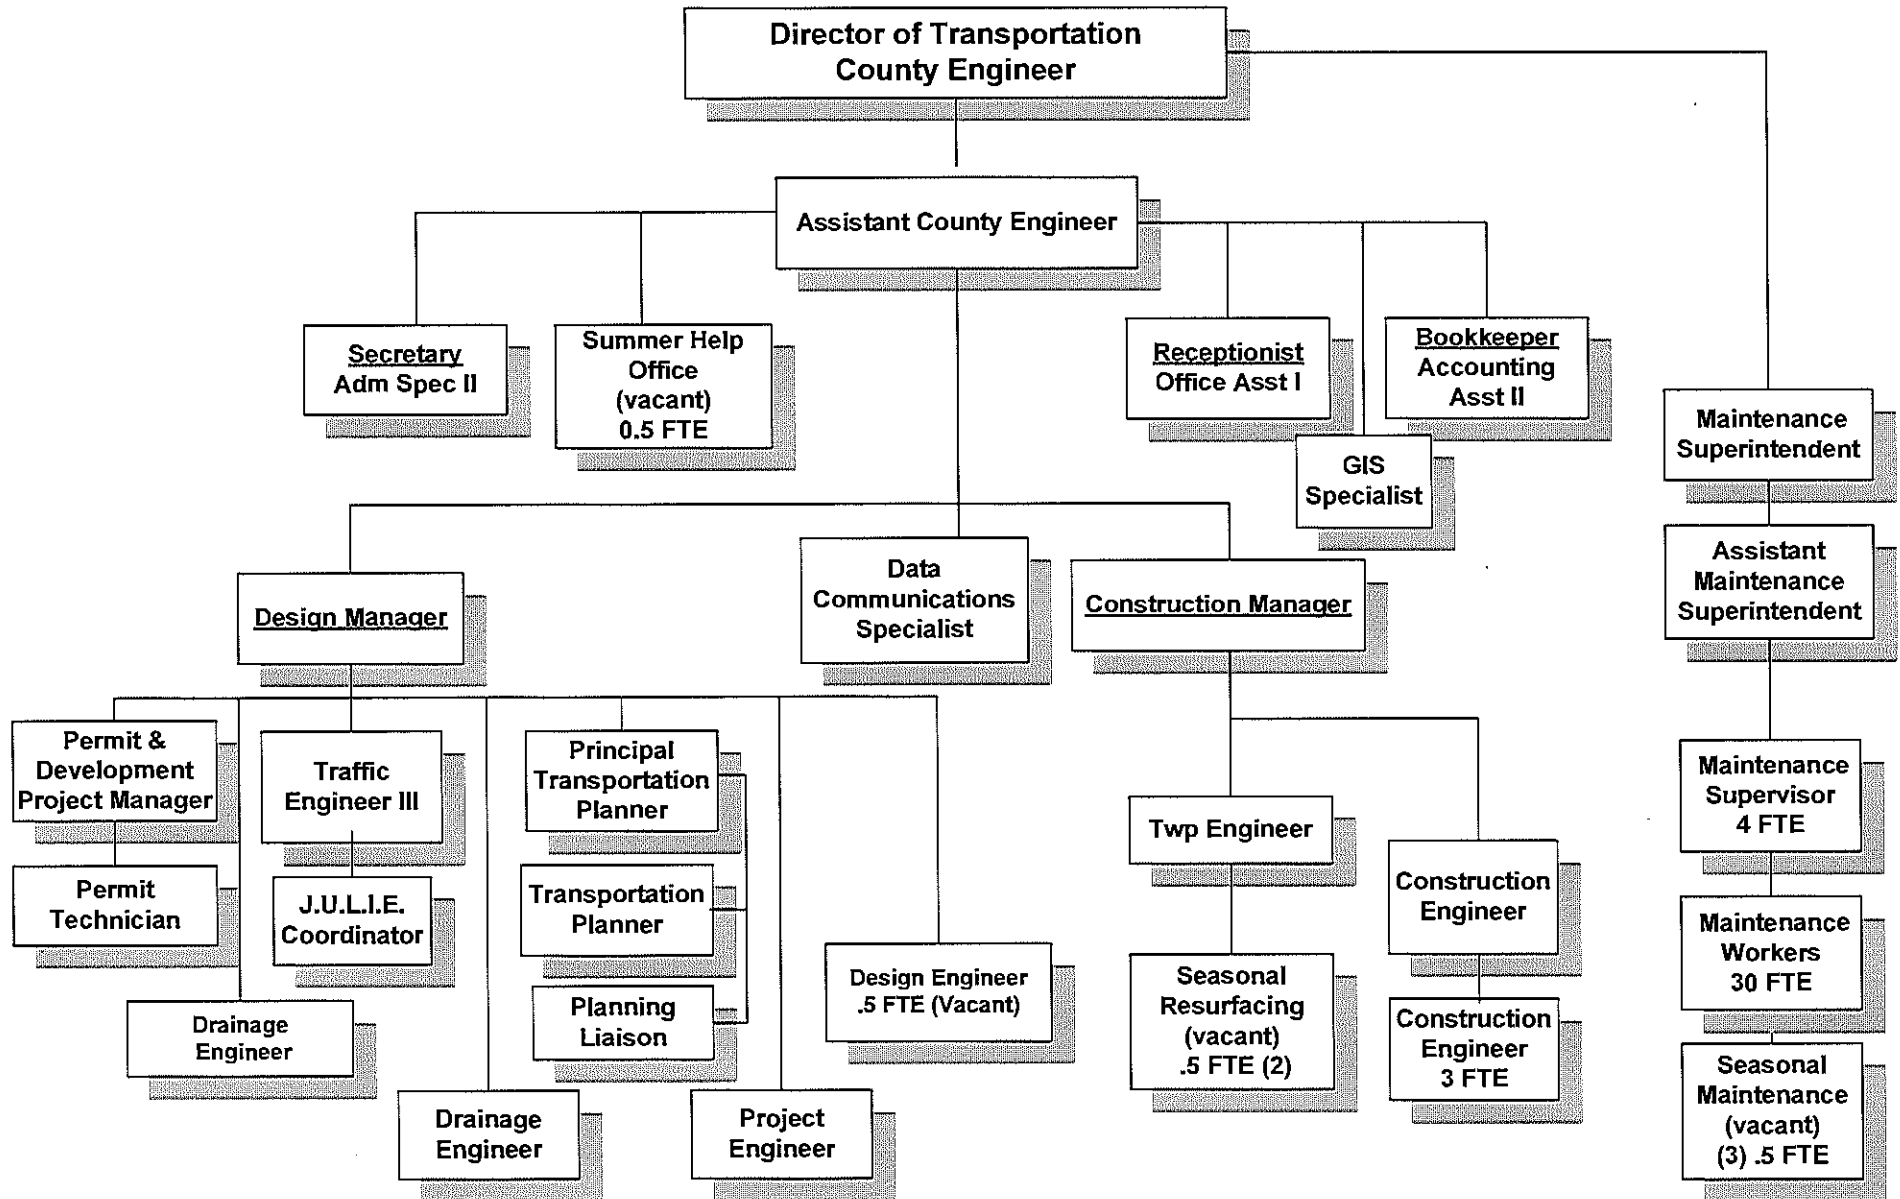 Director of Transportation
County Engineer
Assistant County Engineer
Secretary
Adm Spec II
Summer Help
Office
(vacant)
0.5 FTE
Receptionist
Office Asst I
Bookkeeper
Accounting
Asst II
GIS
Specialist
Maintenance
Superintendent
Assistant
Maintenance
Superintendent
Design Manager
Data
Communications
Specialist
Construction Manager
Permit &
Development
Project Manager
Permit
Technician
Traffic
Engineer III
J.U.L.I.E.
Coordinator
Principal
Transportation
Planner
Transportation
Planner
Planning
Liaison
Drainage
Engineer
Drainage
Engineer
Project
Engineer
Design Engineer
.5 FTE (Vacant)
Twp Engineer
Seasonal
Resurfacing
(vacant)
.5 FTE (2)
Construction
Engineer
Construction
Engineer
3 FTE
Maintenance
Supervisor
4 FTE
Maintenance
Workers
30 FTE
Seasonal
Maintenance
(vacant)
(3) .5 FTE